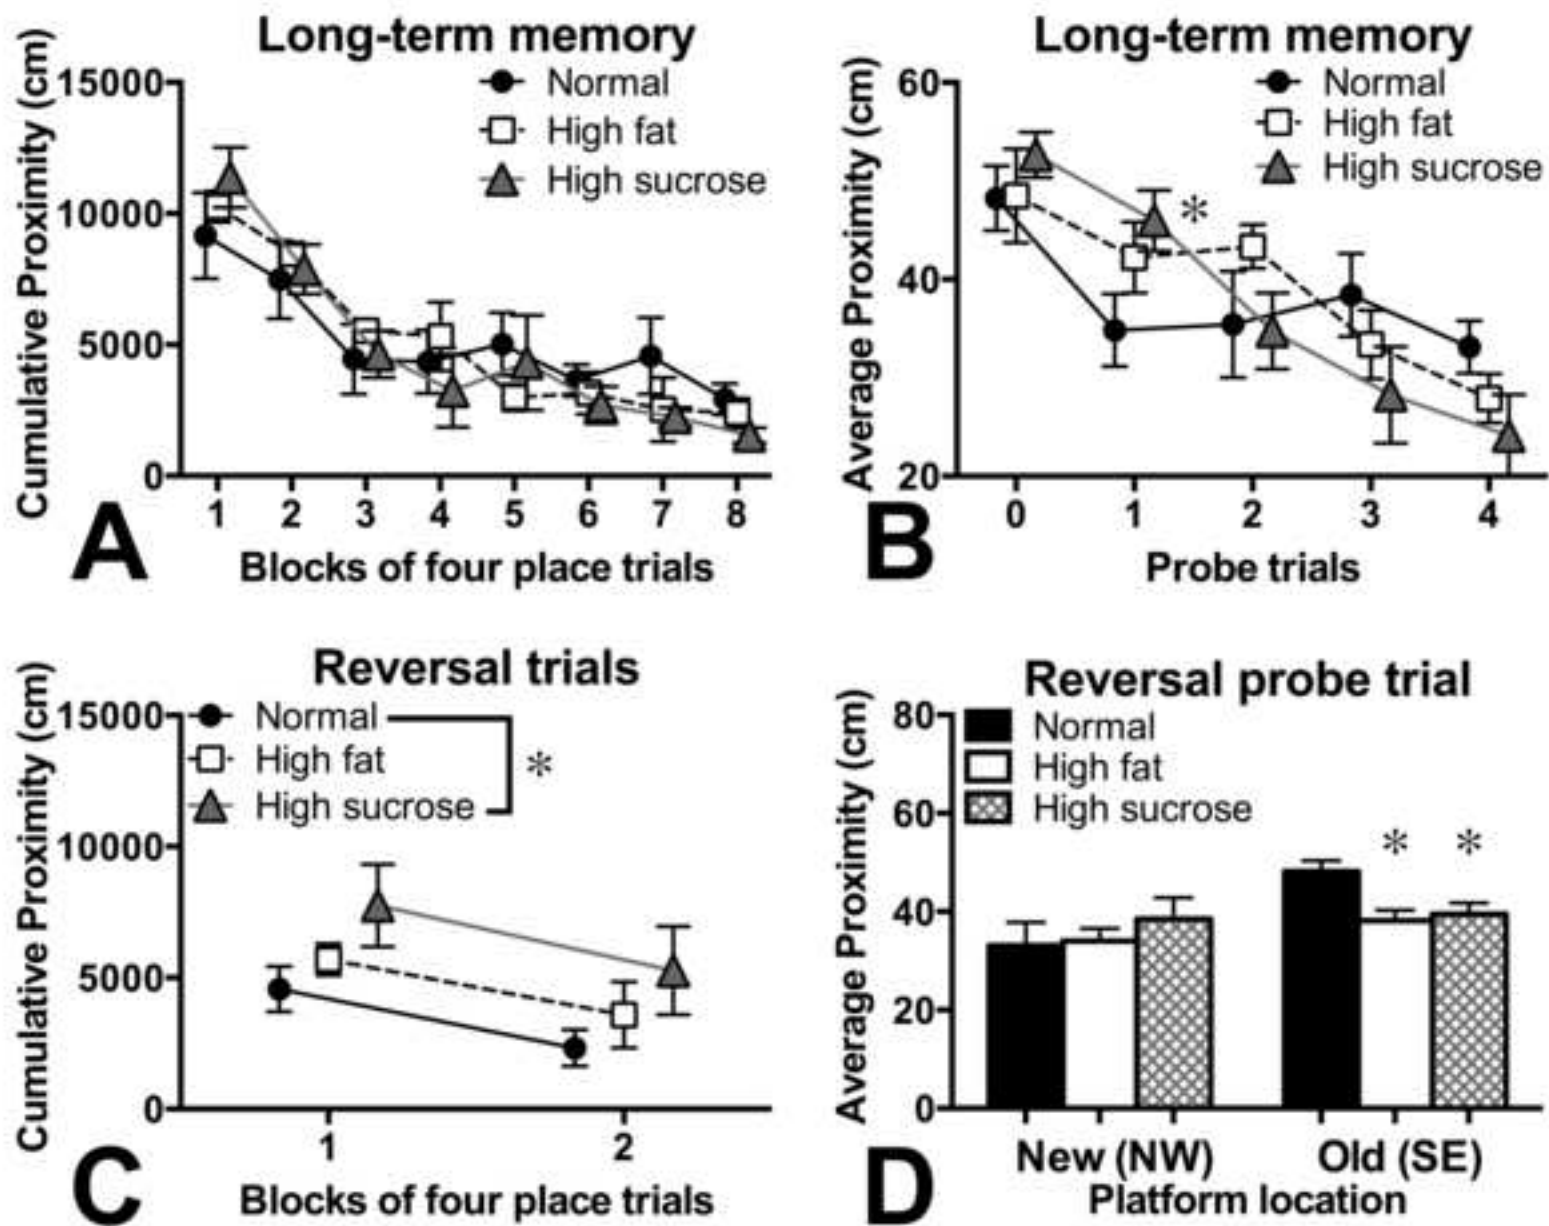 Long-term memory
Cumulative Proximity (cm)
15000
10000
5000
0
Normal
High fat
High sucrose
1 2 3 4 5 6 7 8
A
Blocks of four place trials
Long-term memory
Average Proximity (cm)
60
40
20
Normal
High fat
High sucrose
*
0 1 2 3 4
B
Probe trials
Reversal trials
Cumulative Proximity (cm)
15000
10000
5000
0
Normal
High fat
High sucrose
*
1 2
C
Blocks of four place trials
Reversal probe trial
Average Proximity (cm)
80
60
40
20
0
Normal
High fat
High sucrose
* *
New (NW) Old (SE)
D
Platform location